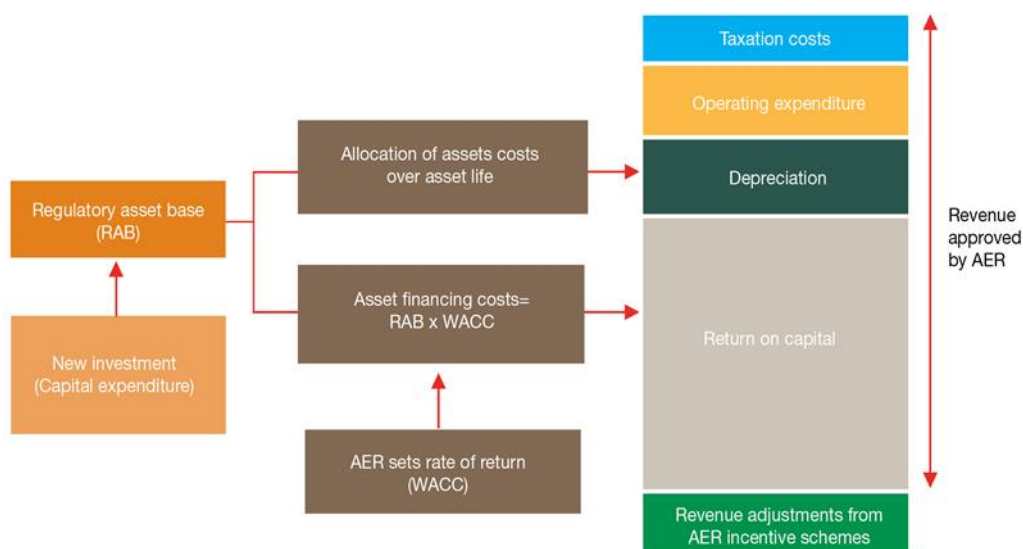 Taxation costs
Operating expenditure
Allocation of assets costs
over asset life
Depreciation
Regulatory asset base
(RAB)
Revenue
approved
by AER
Asset financing costs=
RAB x WACC
Return on capital
New investment
(Capital expenditure)
AER sets rate of return
(WACC)
Revenue adjustments from
AER incentive schemes